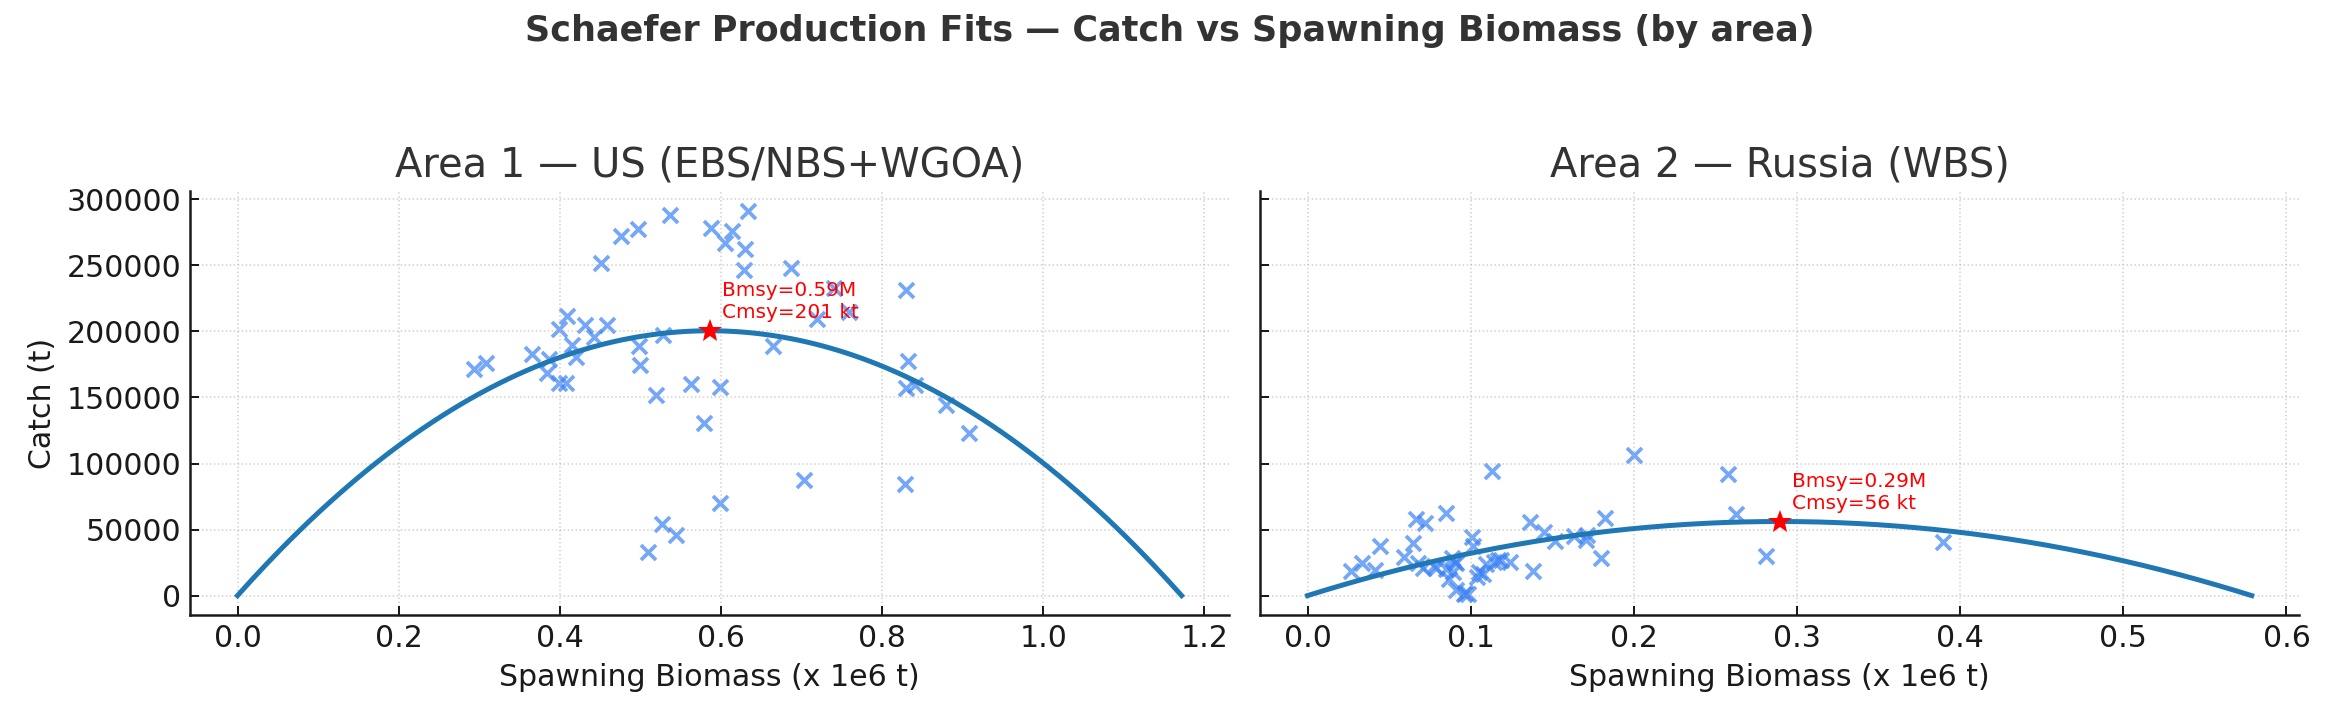 Schaefer Production Fits — Catch vs Spawning Biomass (by area)
Area 1 — US (EBS/NBS+WGOA)
Area 2 — Russia (WBS)
Catch (t)
300000
250000
200000
150000
100000
50000
0
Bmsy=0.59M
Cmsy=201 kt
Bmsy=0.29M
Cmsy=56 kt
0.0 0.2 0.4 0.6 0.8 1.0 1.2
0.0 0.1 0.2 0.3 0.4 0.5 0.6
Spawning Biomass (x 1e6 t)
Spawning Biomass (x 1e6 t)